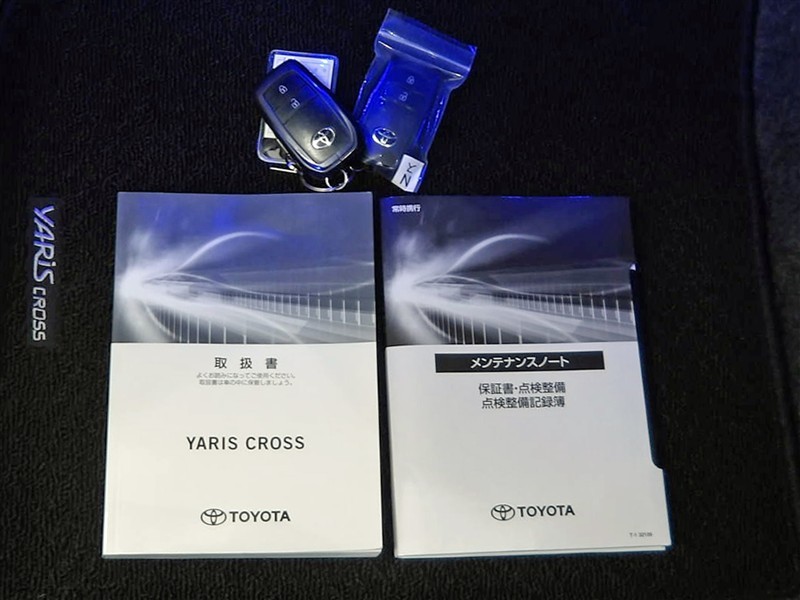 YARIS
CROSS
取扱書
よくお読みになってご使用ください。
取扱書は車の中に保管しましょう。
YARIS CROSS
TOYOTA
常時携行
メンテナンスノート
保証書・点検整備
点検整備記録簿
TOYOTA